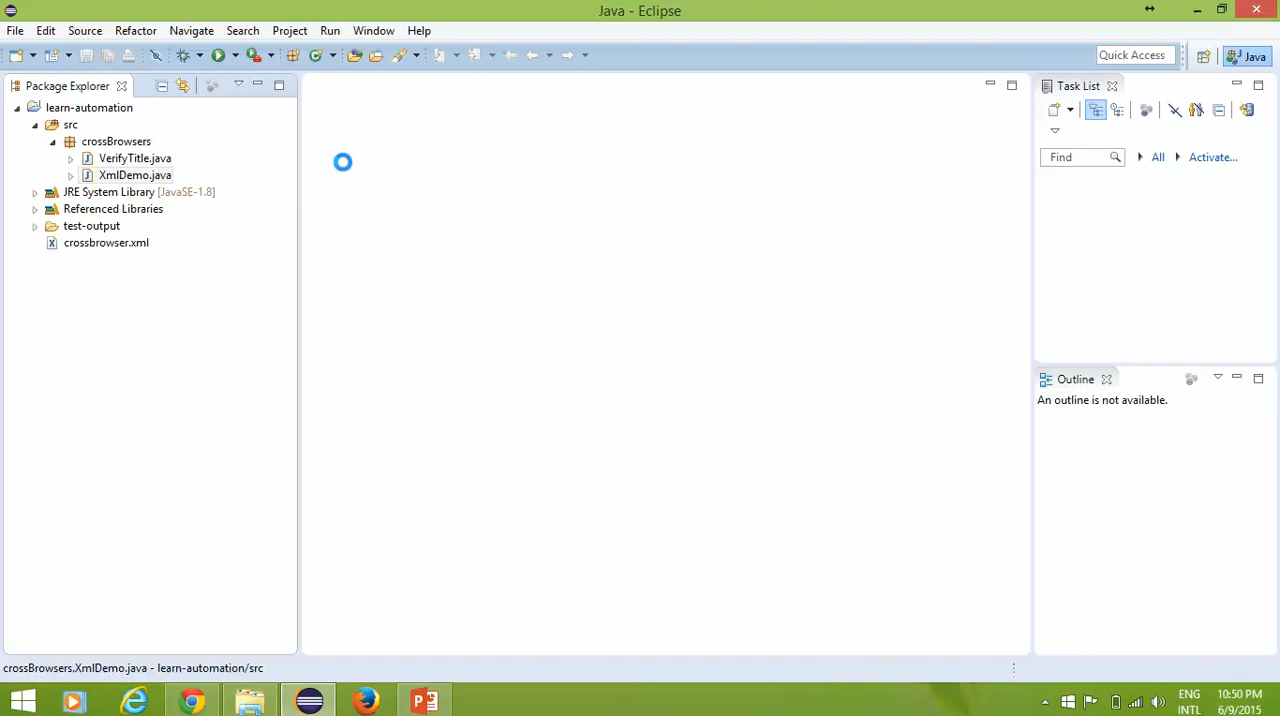 Java - Eclipse
File Edit Source Refactor Navigate Search Project Run Window Help
Quick Access
Java
Package Explorer
learn-automation
src
crossBrowsers
VerifyTitle.java
XmlDemo.java
JRE System Library [JavaSE-1.8]
Referenced Libraries
test-output
crossbrowser.xml
Task List
Find
All
Activate...
Outline
An outline is not available.
crossBrowsers.XmlDemo.java - learn-automation/src
ENG
INTL
10:50 PM
6/9/2015